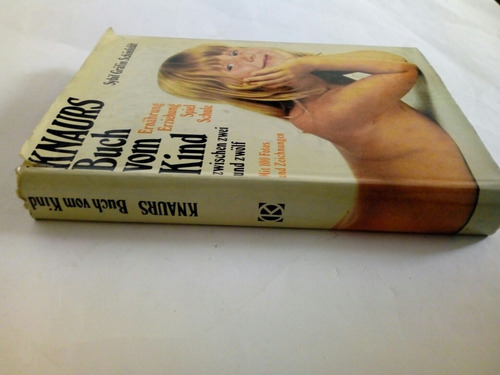 Sybil Gräfin Schönfeldt
KNAURS
Buch
vom
Kind
Ernährung
Erziehung
Spiel
Schule
zwischen zwei
und zwölf
Mit 100 Fotos
und Zeichnungen
KNAURS Buch vom Kind
K